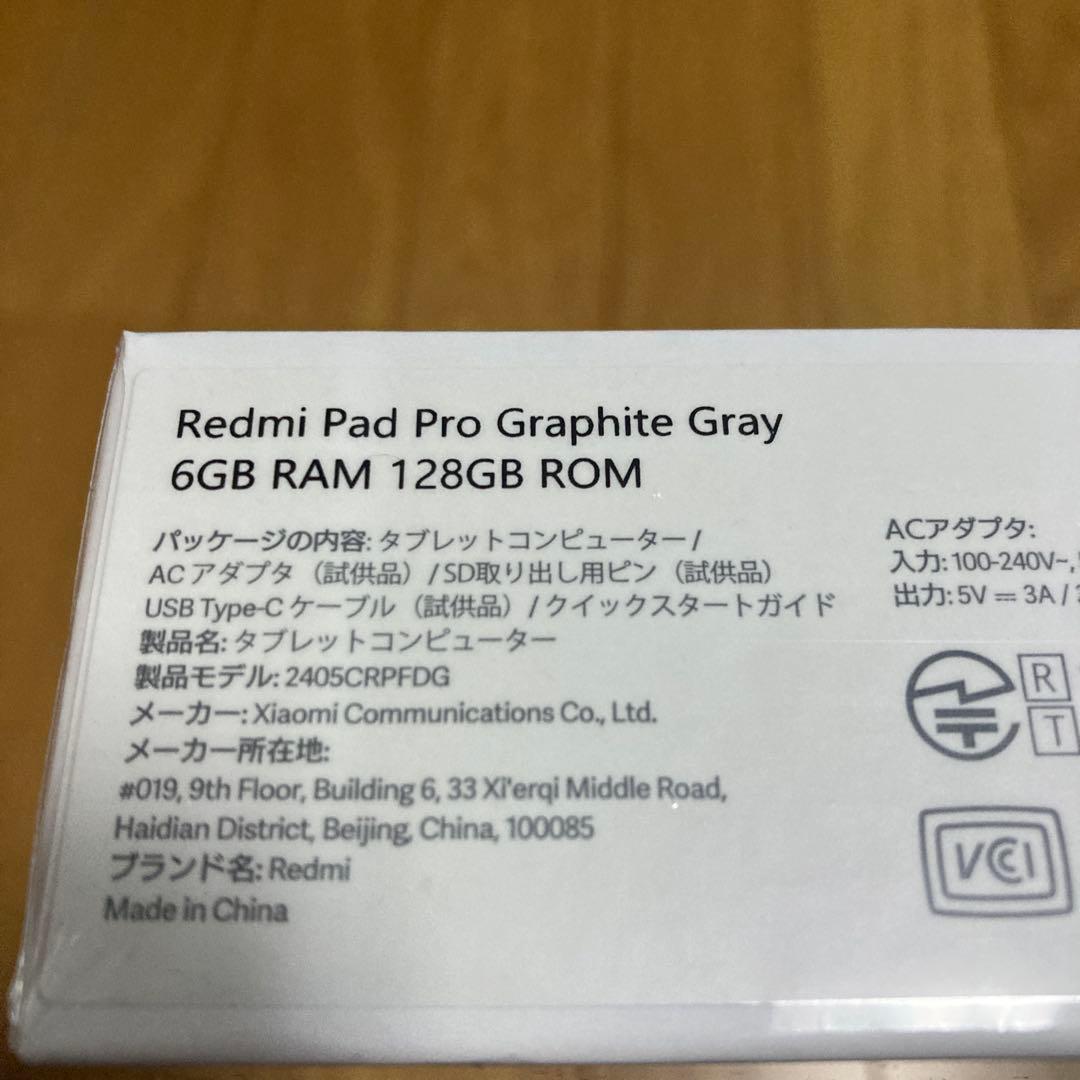 Redmi Pad Pro Graphite Gray
6GB RAM 128GB ROM
パッケージの内容: タブレットコンピューター /
AC アダプタ（試供品）/ SD取り出し用ピン（試供品）
USB Type-C ケーブル（試供品）/ クイックスタートガイド
製品名: タブレットコンピューター
製品モデル: 2405CRPFDG
メーカー: Xiaomi Communications Co., Ltd.
メーカー所在地:
#019, 9th Floor, Building 6, 33 Xi'erqi Middle Road,
Haidian District, Beijing, China, 100085
ブランド名: Redmi
Made in China
ACアダプタ:
入力: 100-240V~,
出力: 5V ⎓ 3A /
R
T
VCCI